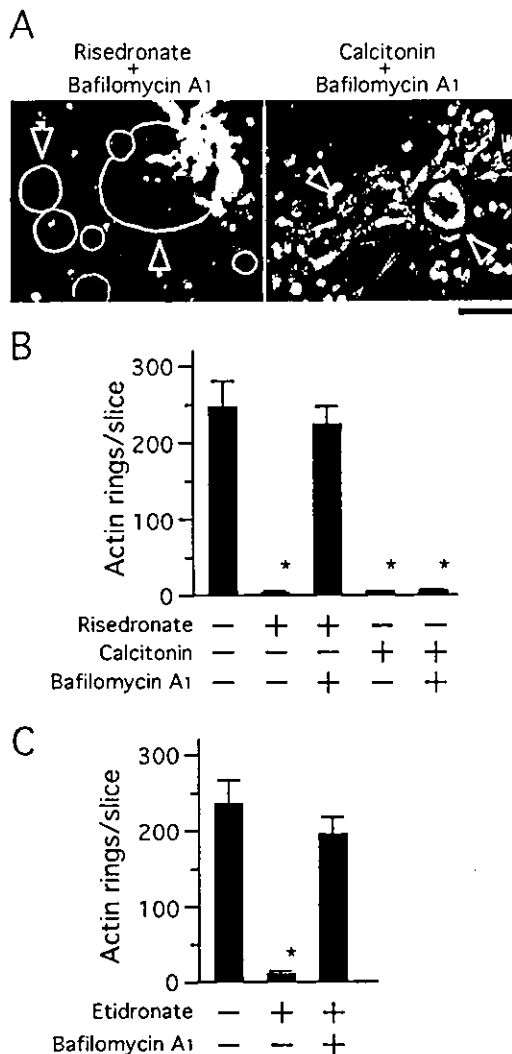 A
Risedronate
+
Bafilomycin A1
Calcitonin
+
Bafilomycin A1
B
Actin rings/slice
300
200
100
0
* * *
Risedronate − + + − −
Calcitonin − − − + +
Bafilomycin A1 − − + − +
C
Actin rings/slice
300
200
100
0
*
Etidronate − + +
Bafilomycin A1 − − +